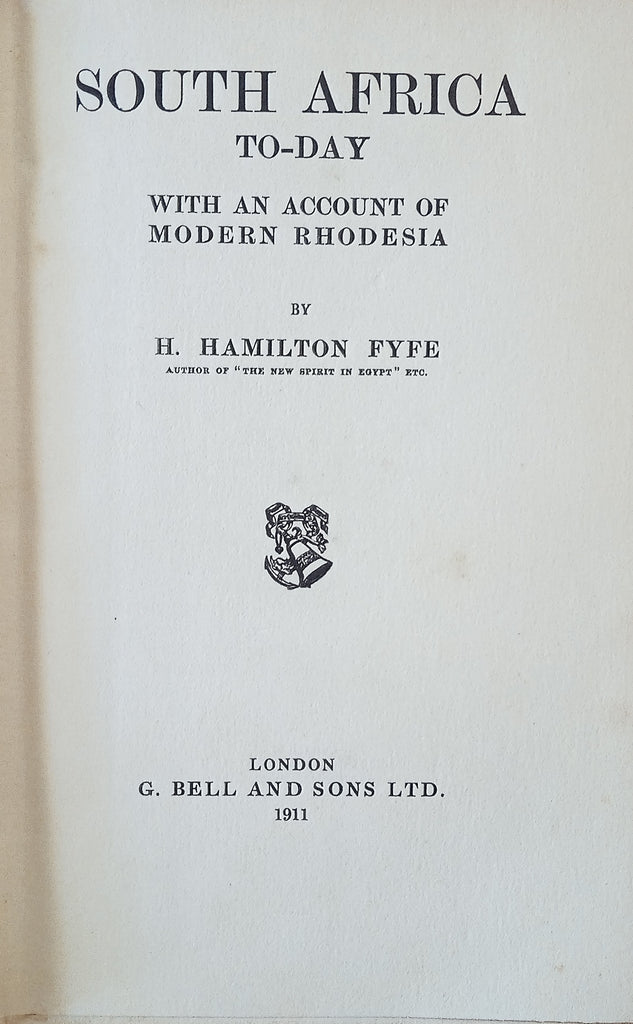 SOUTH AFRICA
TO-DAY
WITH AN ACCOUNT OF
MODERN RHODESIA
BY
H. HAMILTON FYFE
AUTHOR OF "THE NEW SPIRIT IN EGYPT" ETC.
LONDON
G. BELL AND SONS LTD.
1911